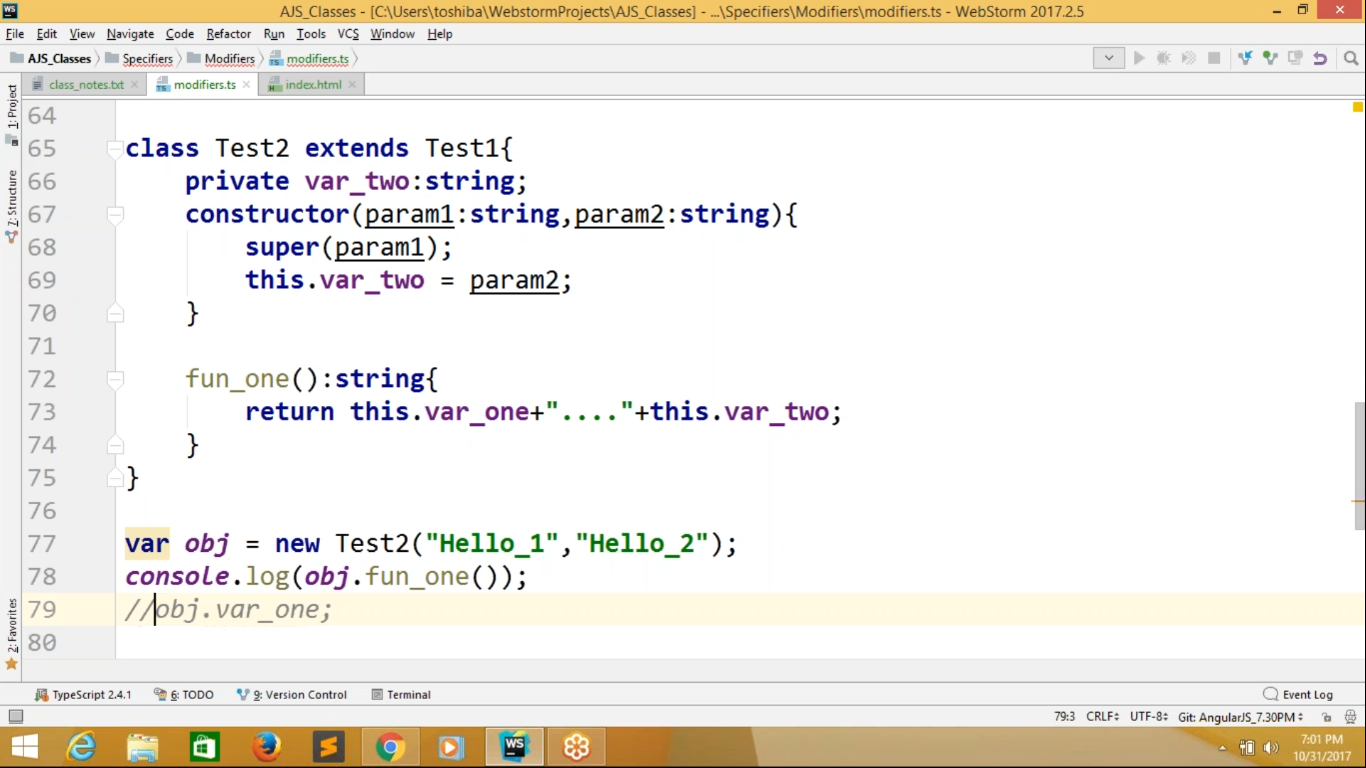 AJS_Classes - [C:\Users\toshiba\WebstormProjects\AJS_Classes] - ...\Specifiers\Modifiers\modifiers.ts - WebStorm 2017.2.5
File Edit View Navigate Code Refactor Run Tools VCS Window Help
AJS_Classes Specifiers Modifiers modifiers.ts
class_notes.txt modifiers.ts index.html
1: Project
7: Structure
2: Favorites
64
65 class Test2 extends Test1{
66 private var_two:string;
67 constructor(param1:string,param2:string){
68 super(param1);
69 this.var_two = param2;
70 }
71
72 fun_one():string{
73 return this.var_one+"...."+this.var_two;
74 }
75 }
76
77 var obj = new Test2("Hello_1","Hello_2");
78 console.log(obj.fun_one());
79 //obj.var_one;
80
TypeScript 2.4.1 6: TODO 9: Version Control Terminal Event Log
79:3 CRLF UTF-8 Git: AngularJS_7.30PM
7:01 PM
10/31/2017